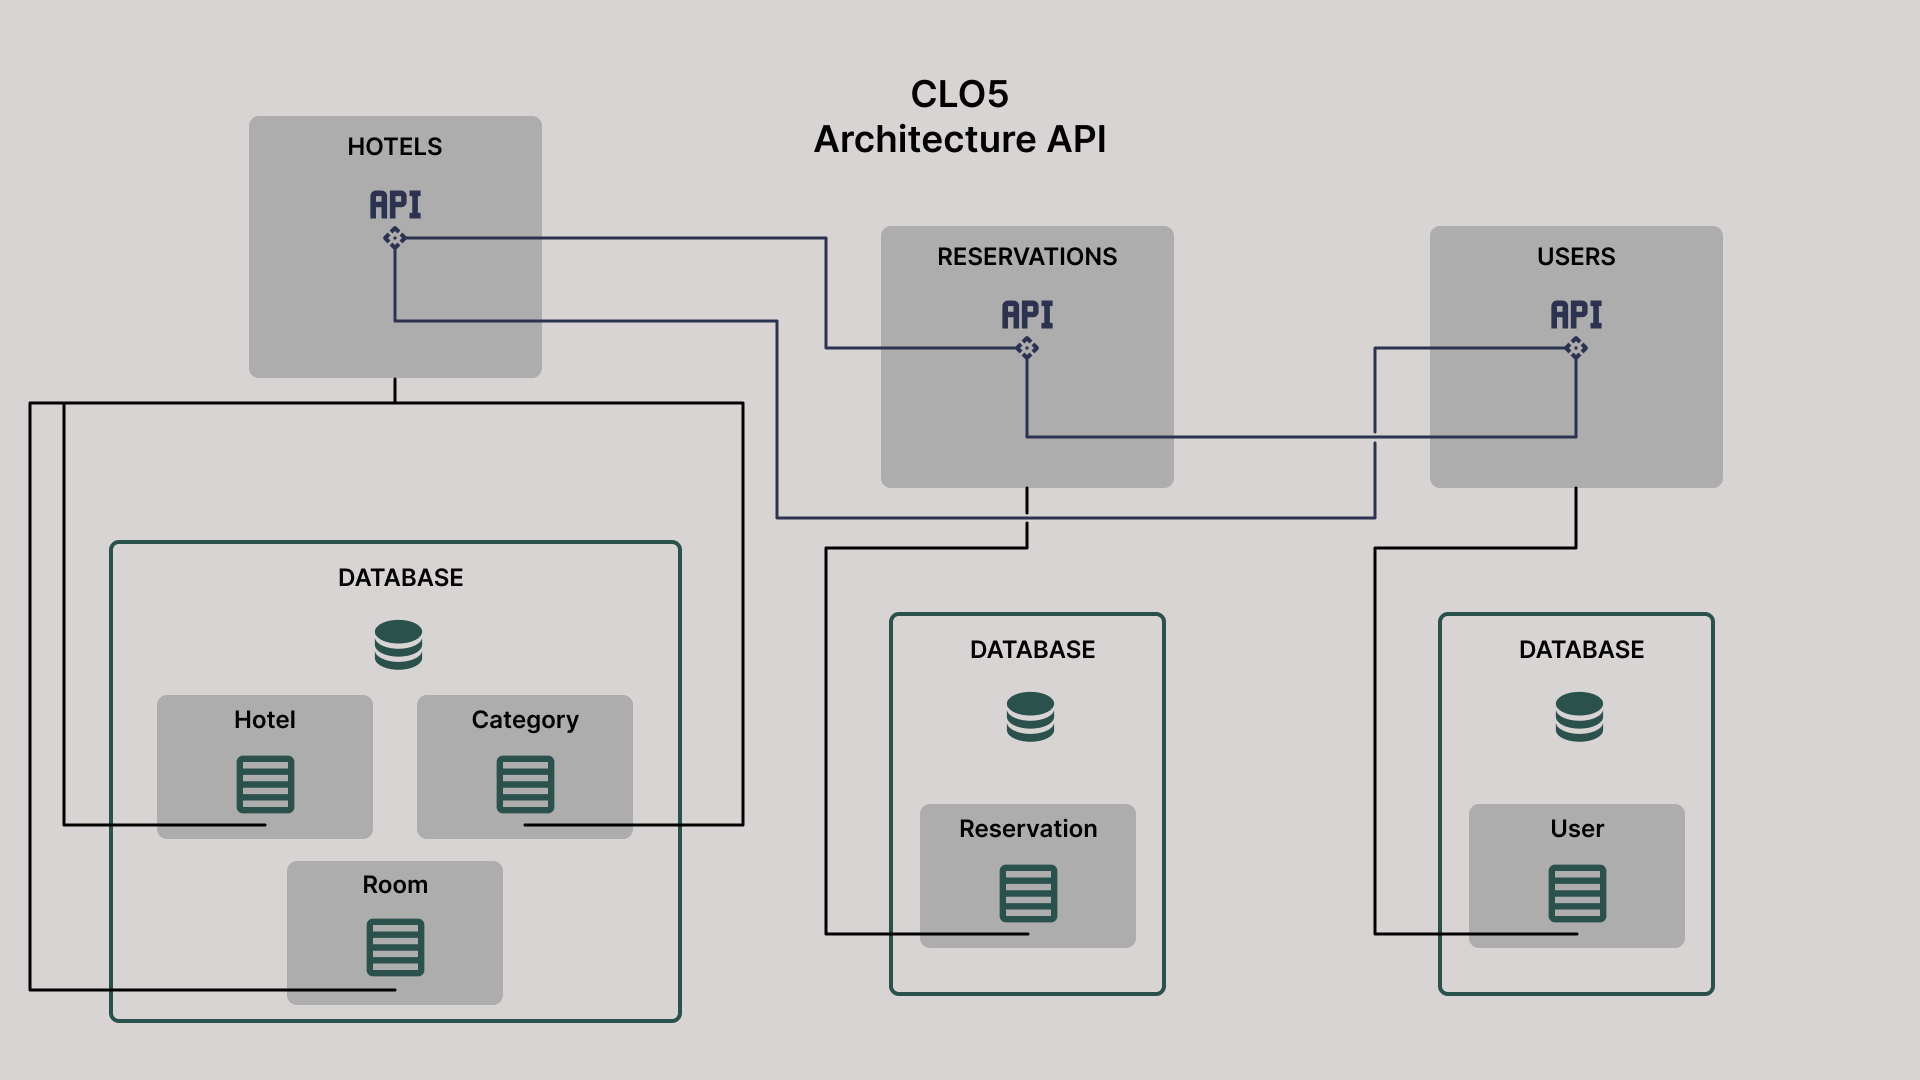 CLO5
Architecture API
HOTELS
API
RESERVATIONS
API
USERS
API
DATABASE
Hotel
Category
Room
DATABASE
Reservation
DATABASE
User